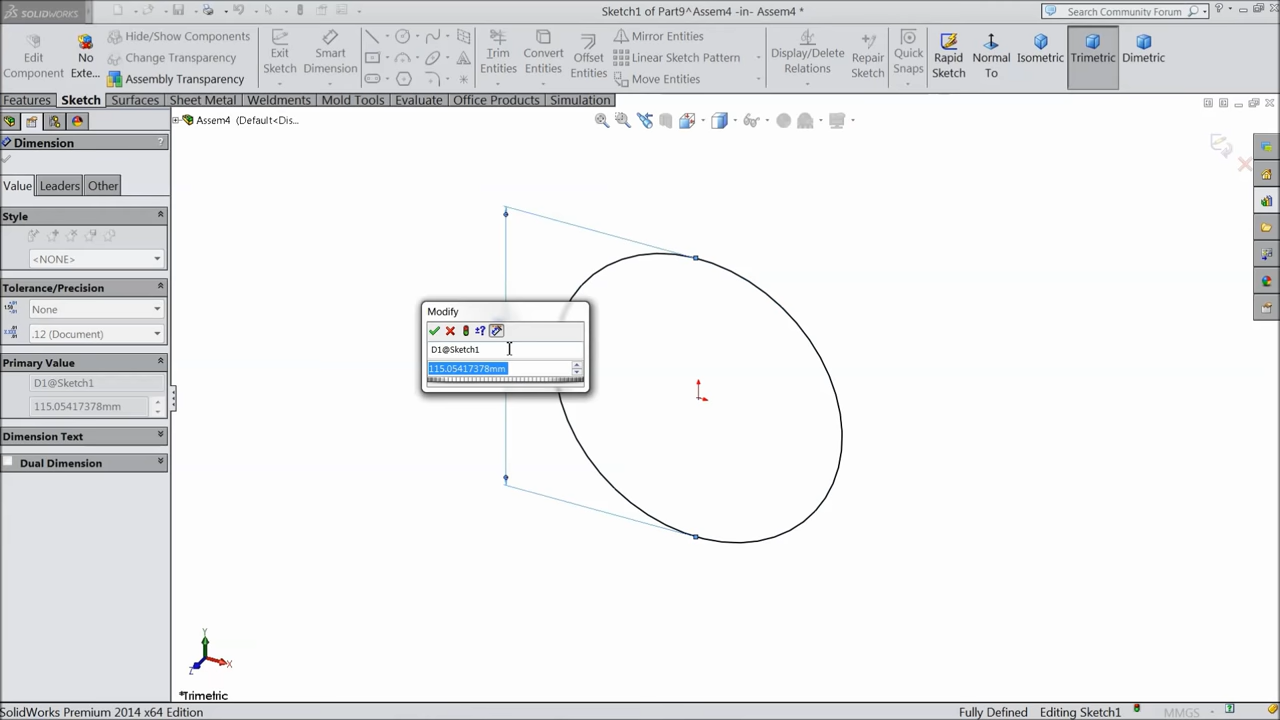 SOLIDWORKS
Sketch1 of Part9^Assem4 -in- Assem4 *
Search Community Forum
Edit Component
No Exte...
Hide/Show Components
Change Transparency
Assembly Transparency
Exit Sketch
Smart Dimension
Trim Entities
Convert Entities
Offset Entities
Mirror Entities
Linear Sketch Pattern
Move Entities
Display/Delete Relations
Repair Sketch
Quick Snaps
Rapid Sketch
Normal To
Isometric
Trimetric
Dimetric
Features
Sketch
Surfaces
Sheet Metal
Weldments
Mold Tools
Evaluate
Office Products
Simulation
Assem4 (Default<Dis...
Dimension
?
Value
Leaders
Other
Style
<NONE>
Tolerance/Precision
None
.12 (Document)
Primary Value
D1@Sketch1
115.05417378mm
Dimension Text
Dual Dimension
Modify
±?
D1@Sketch1
115.05417378mm
Y
X
Z
*Trimetric
SolidWorks Premium 2014 x64 Edition
Fully Defined
Editing Sketch1
MMGS